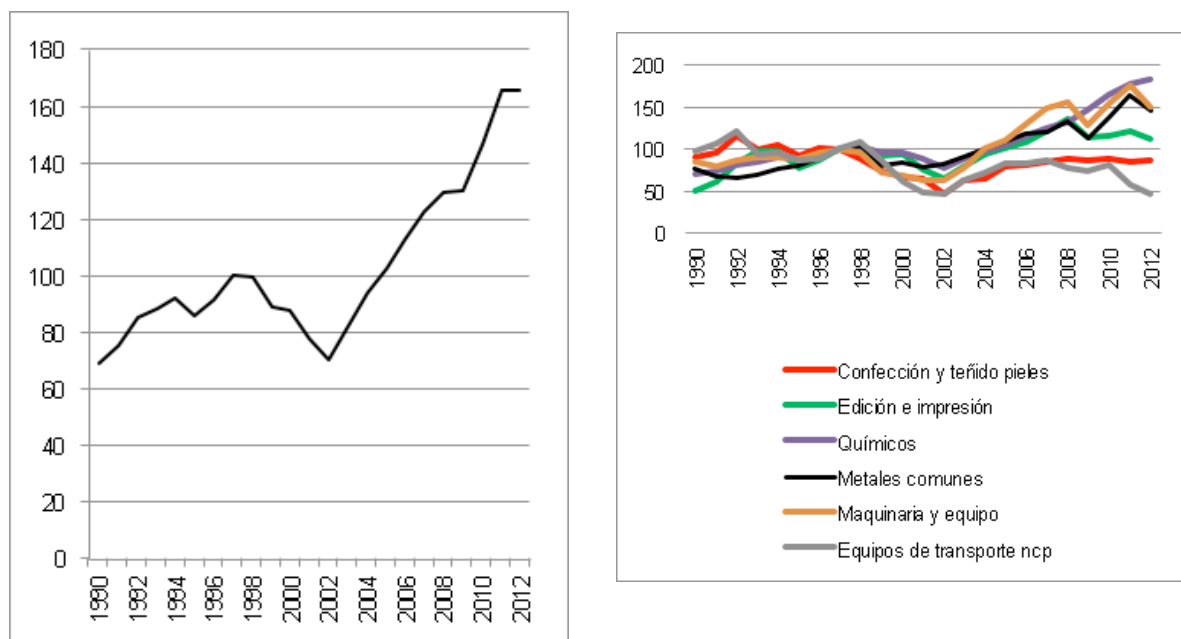 180
160
140
120
100
80
60
40
20
0
1990 1992 1994 1996 1998 2000 2002 2004 2006 2008 2010 2012
200
150
100
50
0
1990 1992 1994 1996 1998 2000 2002 2004 2006 2008 2010 2012
Confección y teñido pieles
Edición e impresión
Químicos
Metales comunes
Maquinaria y equipo
Equipos de transporte ncp